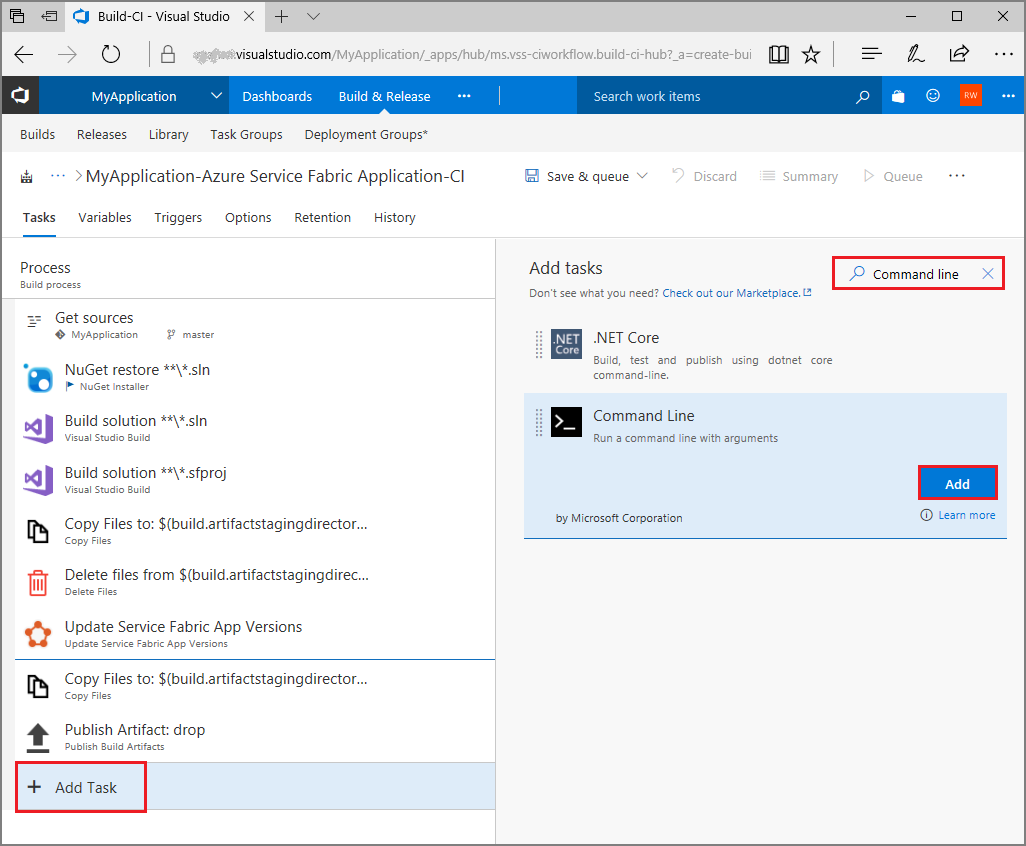 Build-CI - Visual Studio
.visualstudio.com/MyApplication/_apps/hub/ms.vss-ciworkflow.build-ci-hub?_a=create-bui
MyApplication
Dashboards
Build & Release
Search work items
RW
Builds
Releases
Library
Task Groups
Deployment Groups*
MyApplication-Azure Service Fabric Application-CI
Save & queue
Discard
Summary
Queue
Tasks
Variables
Triggers
Options
Retention
History
Process
Build process
Get sources
MyApplication
master
NuGet restore **\*.sln
NuGet Installer
Build solution **\*.sln
Visual Studio Build
Build solution **\*.sfproj
Visual Studio Build
Copy Files to: $(build.artifactstagingdirector...
Copy Files
Delete files from $(build.artifactstagingdirec...
Delete Files
Update Service Fabric App Versions
Update Service Fabric App Versions
Copy Files to: $(build.artifactstagingdirector...
Copy Files
Publish Artifact: drop
Publish Build Artifacts
+ Add Task
Add tasks
Command line
Don't see what you need? Check out our Marketplace.
.NET
Core
.NET Core
Build, test and publish using dotnet core
command-line.
Command Line
Run a command line with arguments
Add
by Microsoft Corporation
Learn more